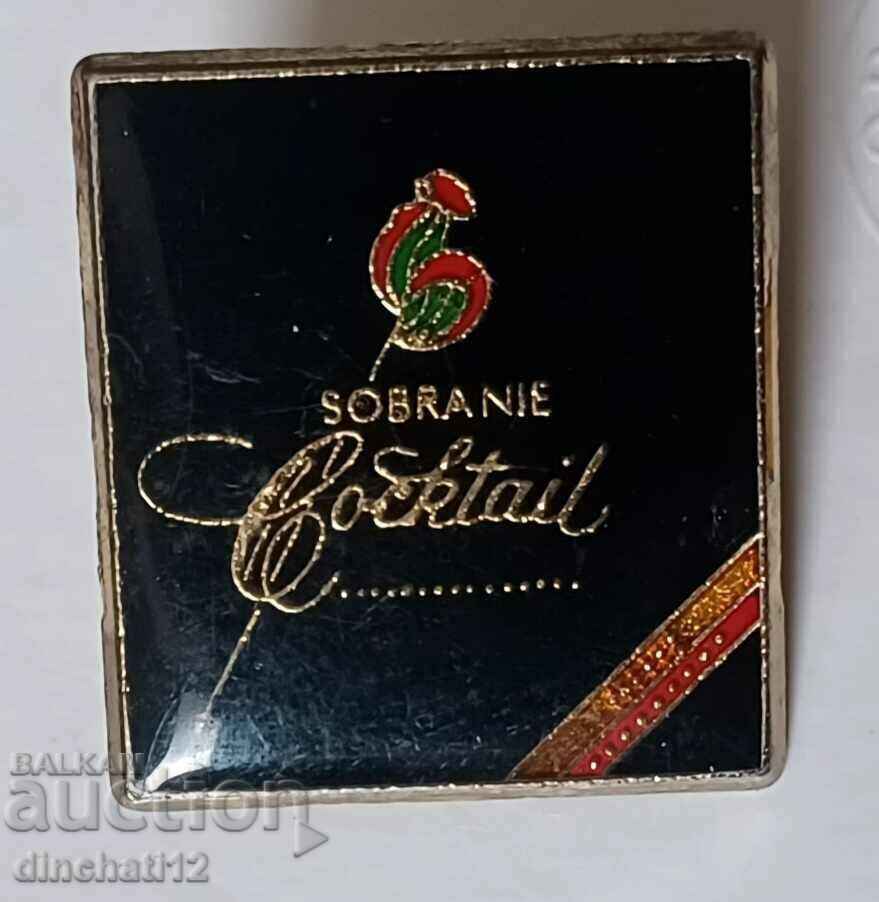 SOBRANIE
Cocktail
BALKAN
auction
dinchati12